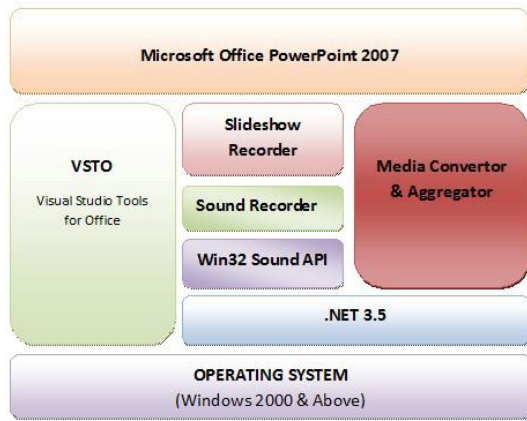 Microsoft Office PowerPoint 2007
VSTO
Visual Studio Tools
for Office
Slideshow
Recorder
Sound Recorder
Win32 Sound API
Media Convertor
& Aggregator
.NET 3.5
OPERATING SYSTEM
(Windows 2000 & Above)